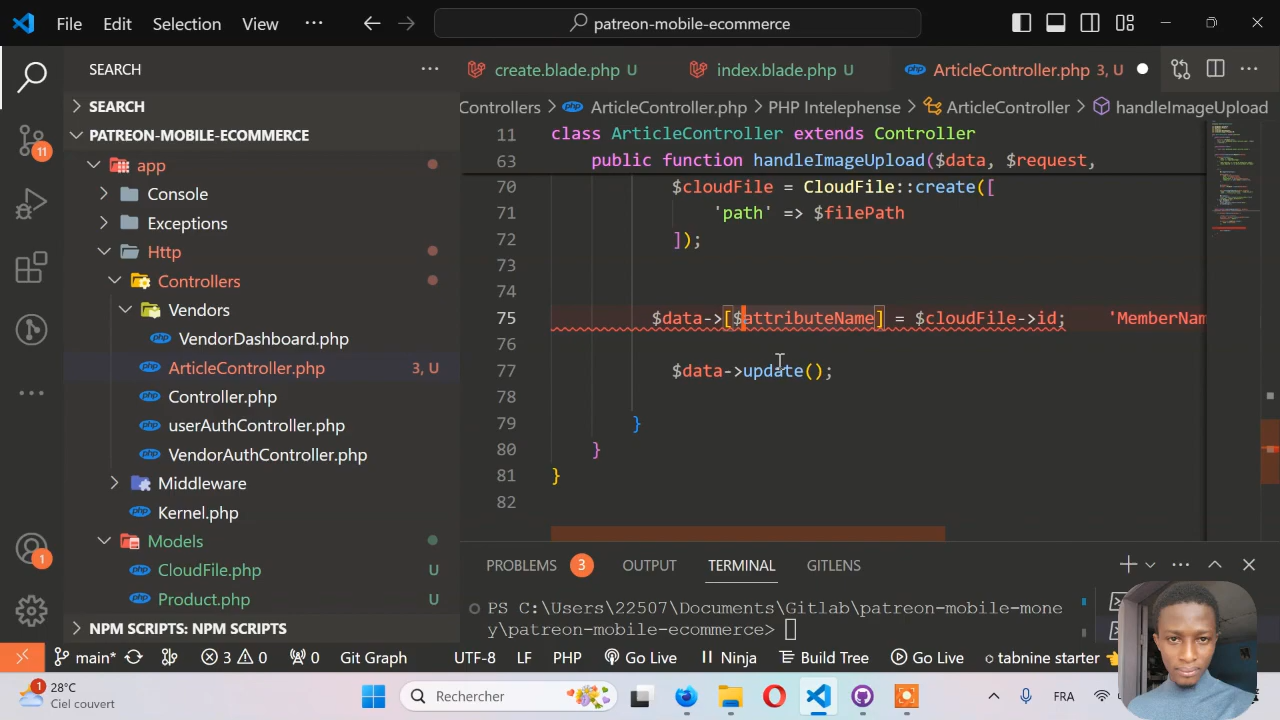 File Edit Selection View ··· patreon-mobile-ecommerce
SEARCH ···
create.blade.php U index.blade.php U ArticleController.php 3, U ···
SEARCH
PATREON-MOBILE-ECOMMERCE
app
Console
Exceptions
Http
Controllers
Vendors
VendorDashboard.php
ArticleController.php 3, U
Controller.php
userAuthController.php
VendorAuthController.php
Middleware
Kernel.php
Models
CloudFile.php U
Product.php U
NPM SCRIPTS: NPM SCRIPTS
11
1
Controllers > ArticleController.php > PHP Intelephense > ArticleController > handleImageUpload
11 class ArticleController extends Controller
63 public function handleImageUpload($data, $request,
70 $cloudFile = CloudFile::create([
71 'path' => $filePath
72 ]);
73
74
75 $data->[$attributeName] = $cloudFile->id; 'MemberNam
76
77 $data->update();
78
79 }
80 }
81 }
82
PROBLEMS 3 OUTPUT TERMINAL GITLENS ···
PS C:\Users\22507\Documents\Gitlab\patreon-mobile-mone
y\patreon-mobile-ecommerce>
main* 3 0 0 Git Graph UTF-8 LF PHP Go Live Ninja Build Tree Go Live tabnine starter
1 28°C
Ciel couvert
Rechercher
FRA